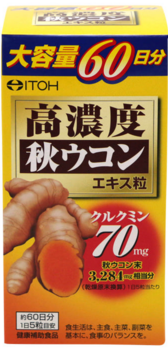 大容量60日分
ITOH
高濃度
秋ウコン
エキス粒
クルクミン
70mg
秋ウコン末
3,284mg相当分
約60日分
1日5粒目安
健康補助食品
食生活は、主食、主菜、副菜を
基本に、食事のバランスを。